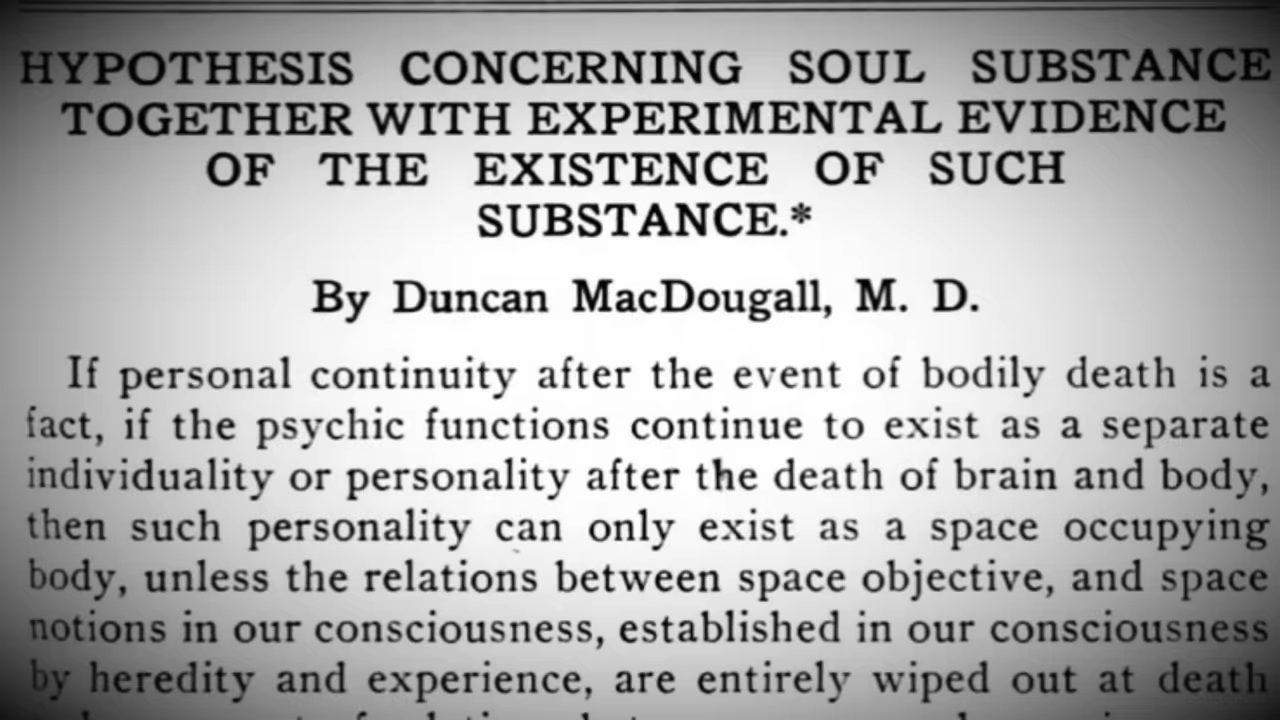 HYPOTHESIS CONCERNING SOUL SUBSTANCE
TOGETHER WITH EXPERIMENTAL EVIDENCE
OF THE EXISTENCE OF SUCH
SUBSTANCE.*
By Duncan MacDougall, M. D.
If personal continuity after the event of bodily death is a
fact, if the psychic functions continue to exist as a separate
individuality or personality after the death of brain and body,
then such personality can only exist as a space occupying
body, unless the relations between space objective, and space
notions in our consciousness, established in our consciousness
by heredity and experience, are entirely wiped out at death